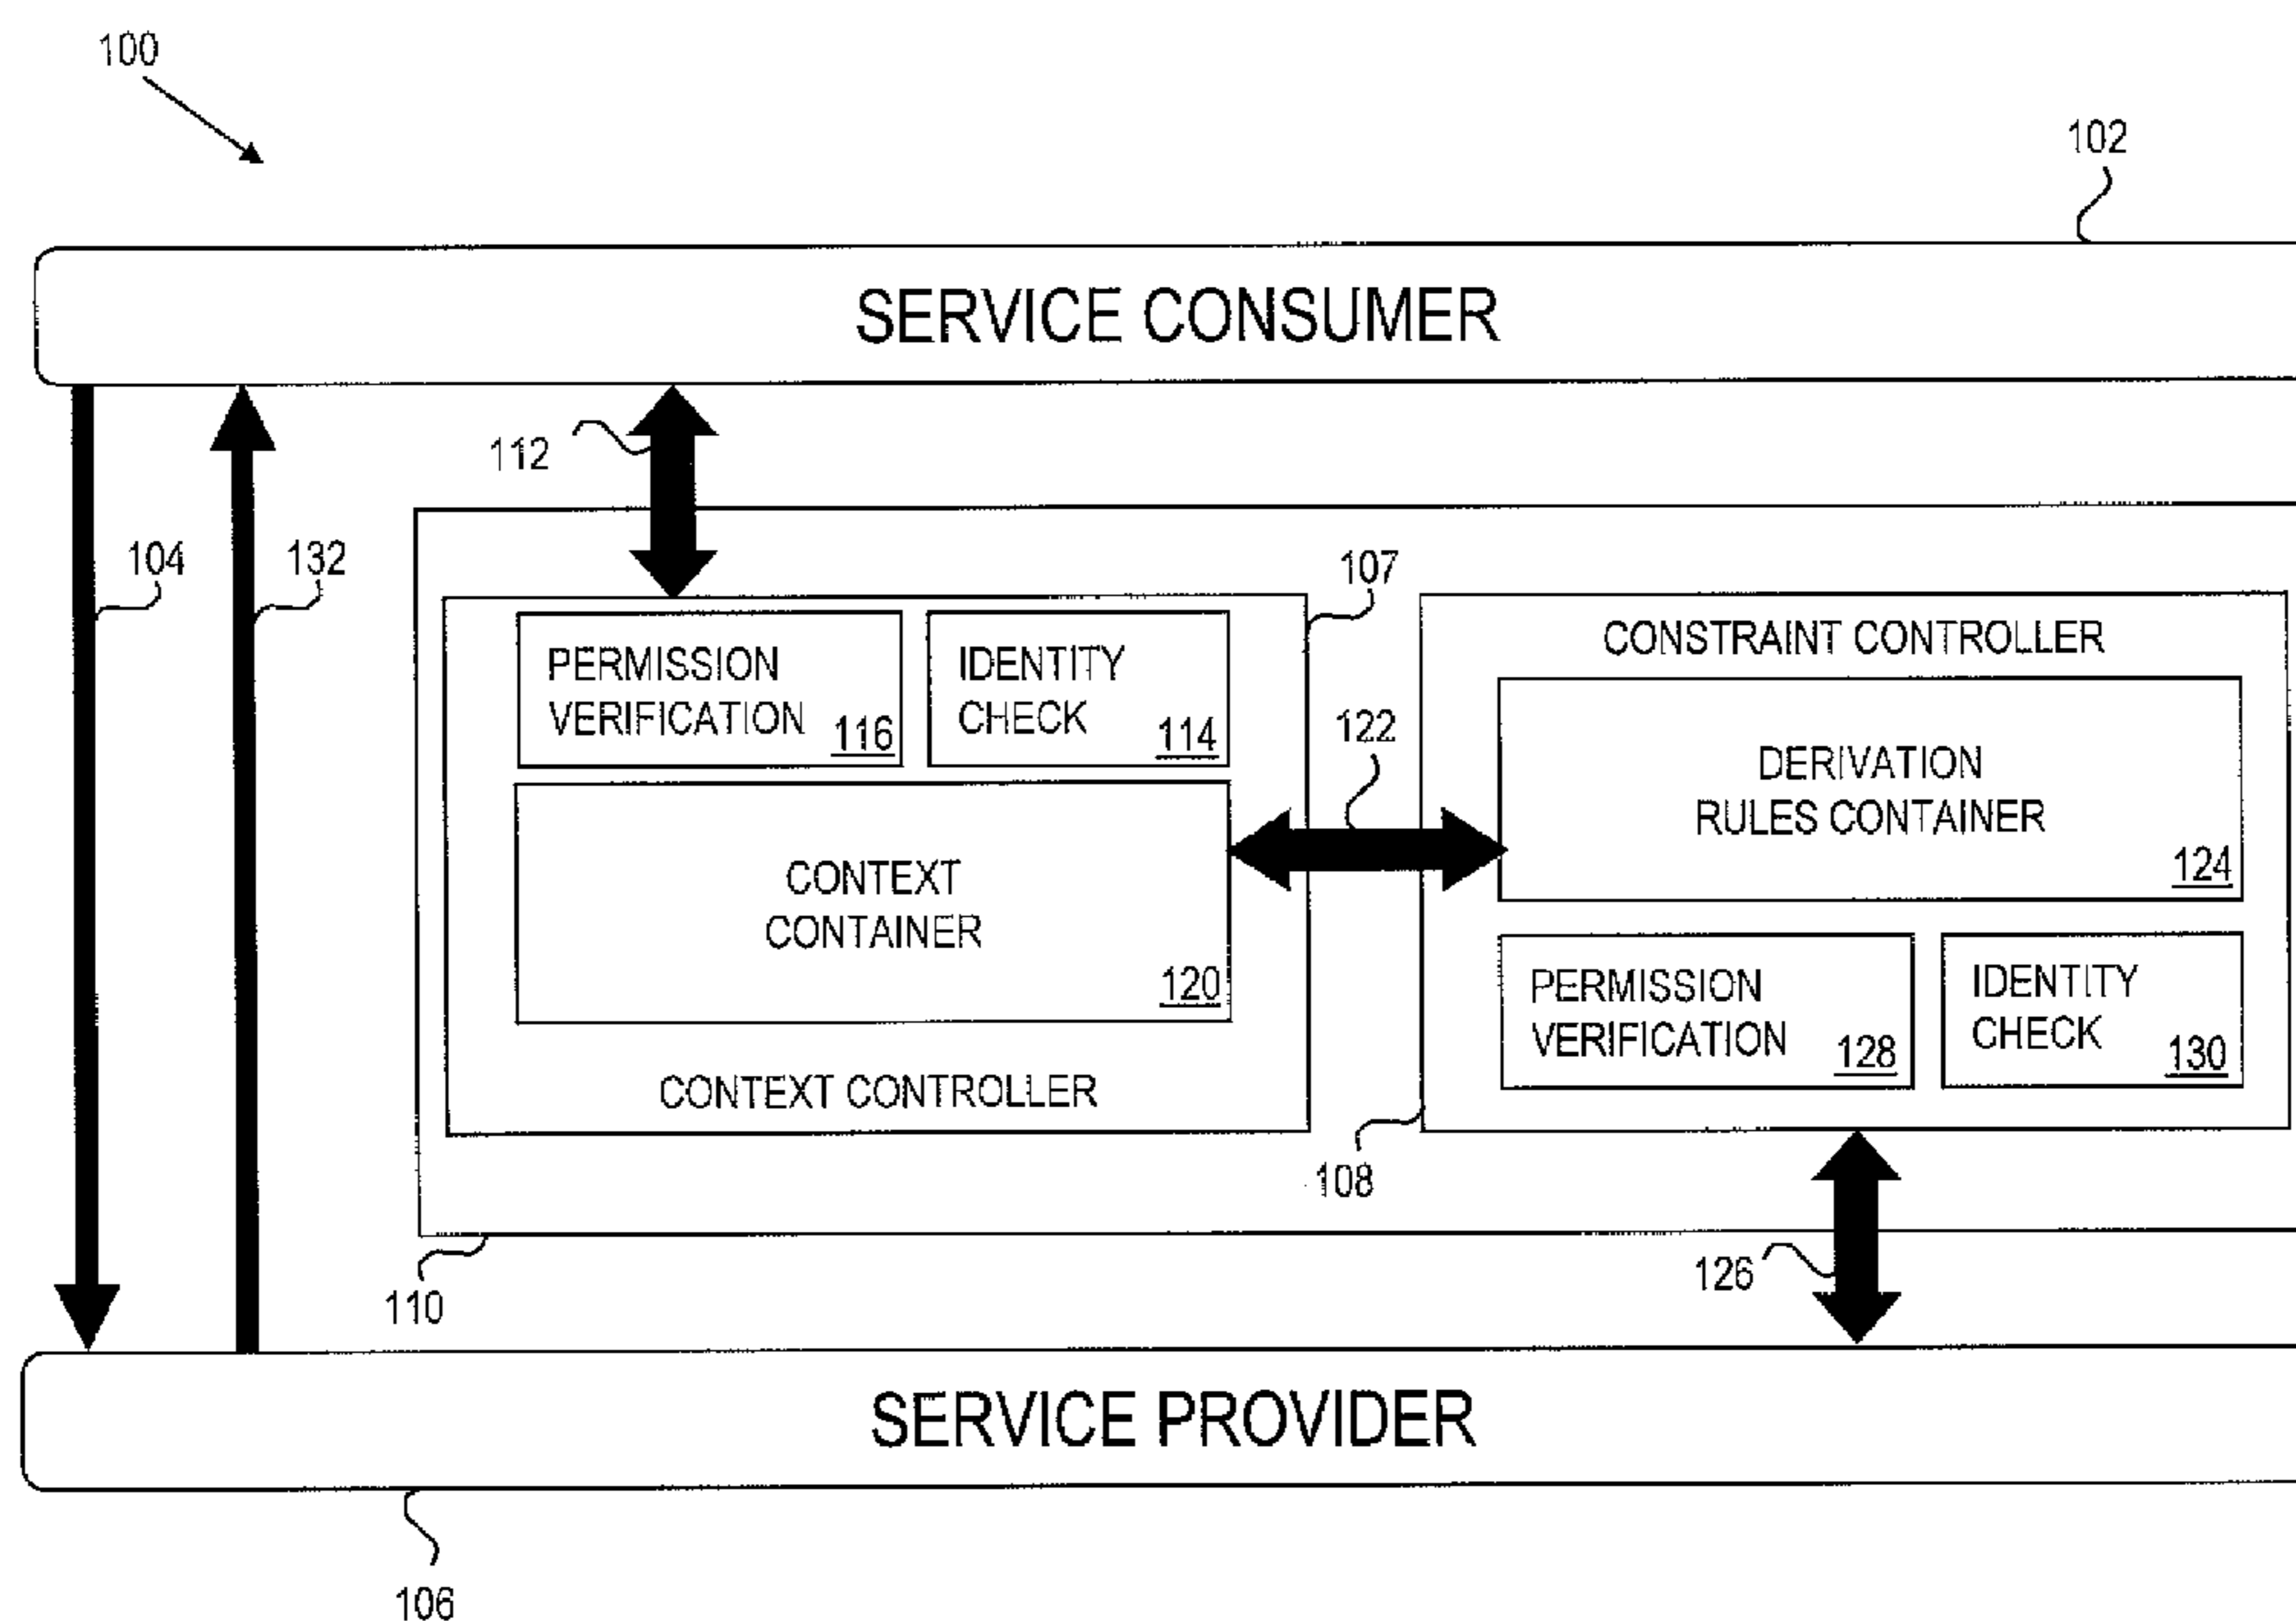 100
102
SERVICE CONSUMER
112
104
132
107
CONSTRAINT CONTROLLER
PERMISSION
VERIFICATION 116
IDENTITY
CHECK 114
122
DERIVATION
RULES CONTAINER
124
CONTEXT
CONTAINER
120
PERMISSION
VERIFICATION 128
IDENTITY
CHECK 130
CONTEXT CONTROLLER
108
126
110
SERVICE PROVIDER
106